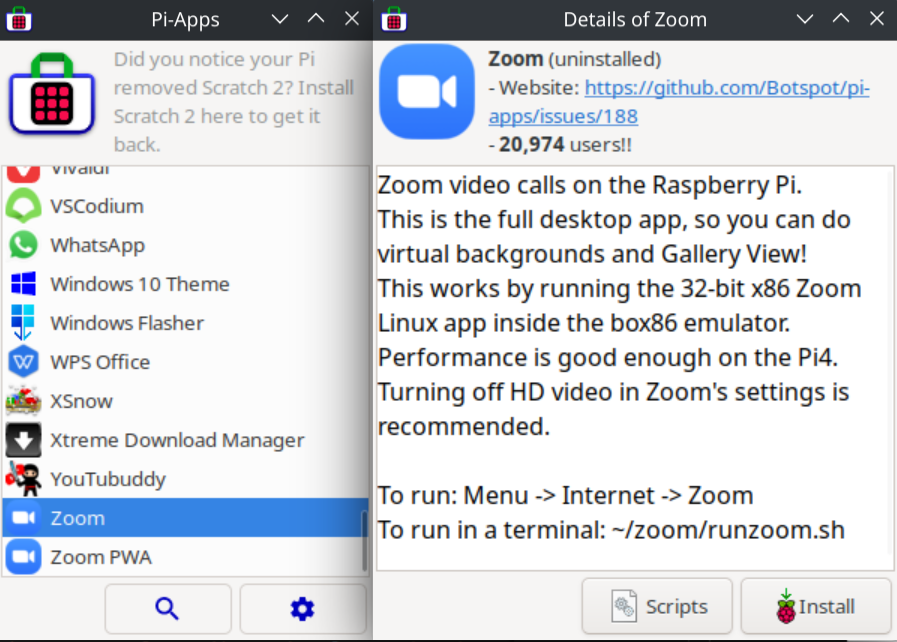 Pi-Apps
Did you notice your Pi
removed Scratch 2? Install
Scratch 2 here to get it
back.
Vivaldi
VSCodium
WhatsApp
Windows 10 Theme
Windows Flasher
WPS Office
XSnow
Xtreme Download Manager
YouTubuddy
Zoom
Zoom PWA
Details of Zoom
Zoom (uninstalled)
- Website: https://github.com/Botspot/pi-
apps/issues/188
- 20,974 users!!
Zoom video calls on the Raspberry Pi.
This is the full desktop app, so you can do
virtual backgrounds and Gallery View!
This works by running the 32-bit x86 Zoom
Linux app inside the box86 emulator.
Performance is good enough on the Pi4.
Turning off HD video in Zoom's settings is
recommended.
To run: Menu -> Internet -> Zoom
To run in a terminal: ~/zoom/runzoom.sh
Scripts
Install